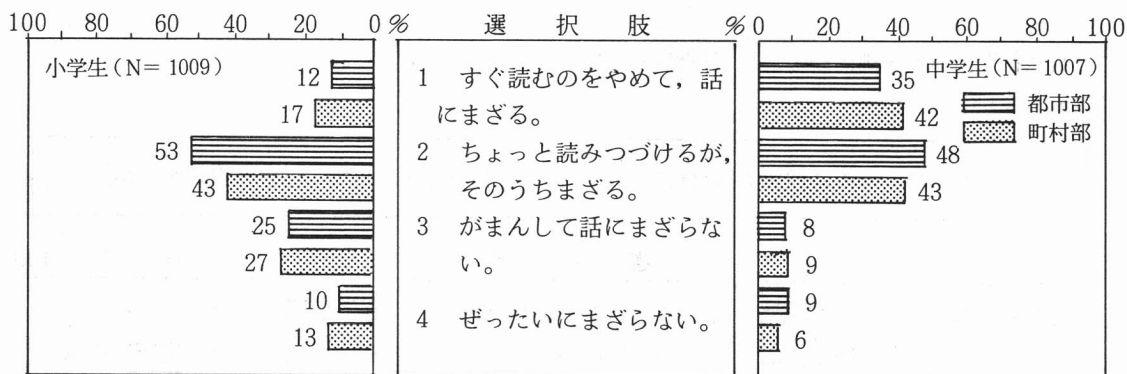 100 80 60 40 20 0 % 選択肢 % 0 20 40 60 80 100
小学生(N=1009)
12
17
53
43
25
27
10
13
1 すぐ読むのをやめて,話
にまざる。
2 ちょっと読みつづけるが,
そのうちまざる。
3 がまんして話にまざらな
い。
4 ぜったいにまざらない。
中学生(N=1007)
都市部
町村部
35
42
48
43
8
9
9
6